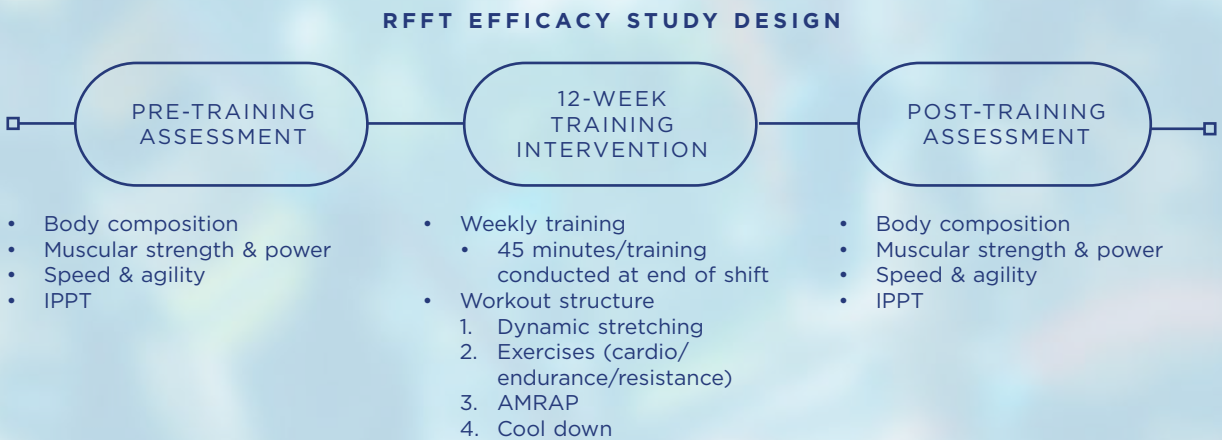 RFFT EFFICACY STUDY DESIGN
PRE-TRAINING
ASSESSMENT
12-WEEK
TRAINING
INTERVENTION
POST-TRAINING
ASSESSMENT
• Body composition
• Muscular strength & power
• Speed & agility
• IPPT
• Weekly training
• 45 minutes/training
conducted at end of shift
• Workout structure
1. Dynamic stretching
2. Exercises (cardio/
endurance/resistance)
3. AMRAP
4. Cool down
• Body composition
• Muscular strength & power
• Speed & agility
• IPPT